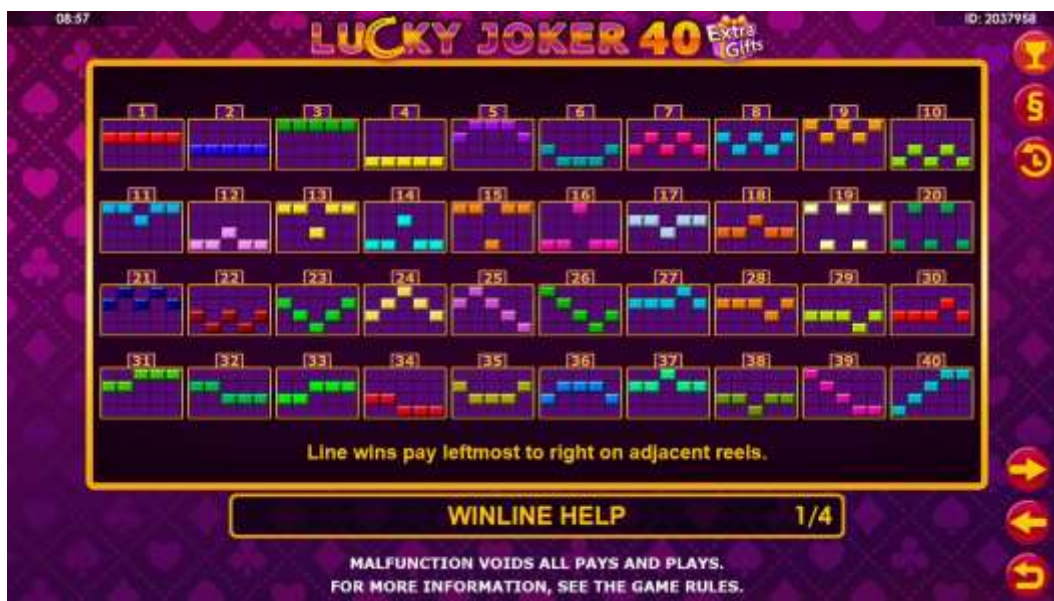 08:57
LUCKY JOKER 40 Extra Gifts
ID: 2037958
1 2 3 4 5 6 7 8 9 10
11 12 13 14 15 16 17 18 19 20
21 22 23 24 25 26 27 28 29 30
31 32 33 34 35 36 37 38 39 40
Line wins pay leftmost to right on adjacent reels.
WINLINE HELP 1/4
MALFUNCTION VOIDS ALL PAYS AND PLAYS.
FOR MORE INFORMATION, SEE THE GAME RULES.